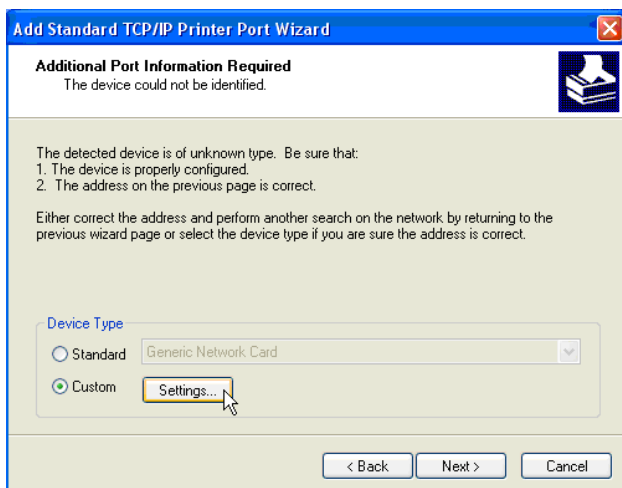 Add Standard TCP/IP Printer Port Wizard
Additional Port Information Required
The device could not be identified.
The detected device is of unknown type.  Be sure that:
1. The device is properly configured.
2.  The address on the previous page is correct.
Either correct the address and perform another search on the network by returning to the
previous wizard page or select the device type if you are sure the address is correct.
Device Type
Standard
Generic Network Card
Custom
Settings...
< Back
Next >
Cancel